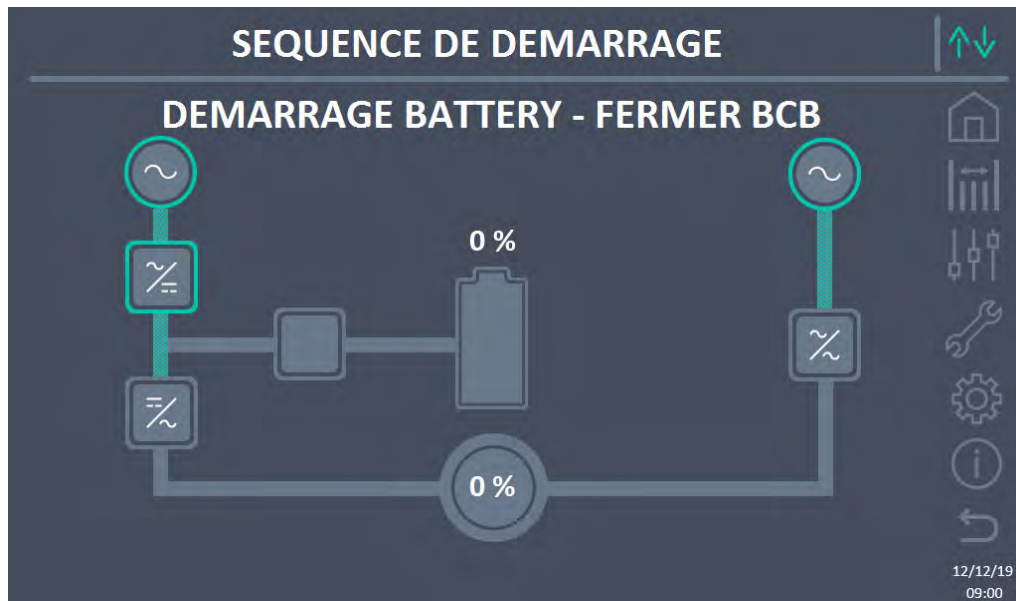 SEQUENCE DE DEMARRAGE
DEMARRAGE BATTERY - FERMER BCB
0 %
0 %
12/12/19
09:00